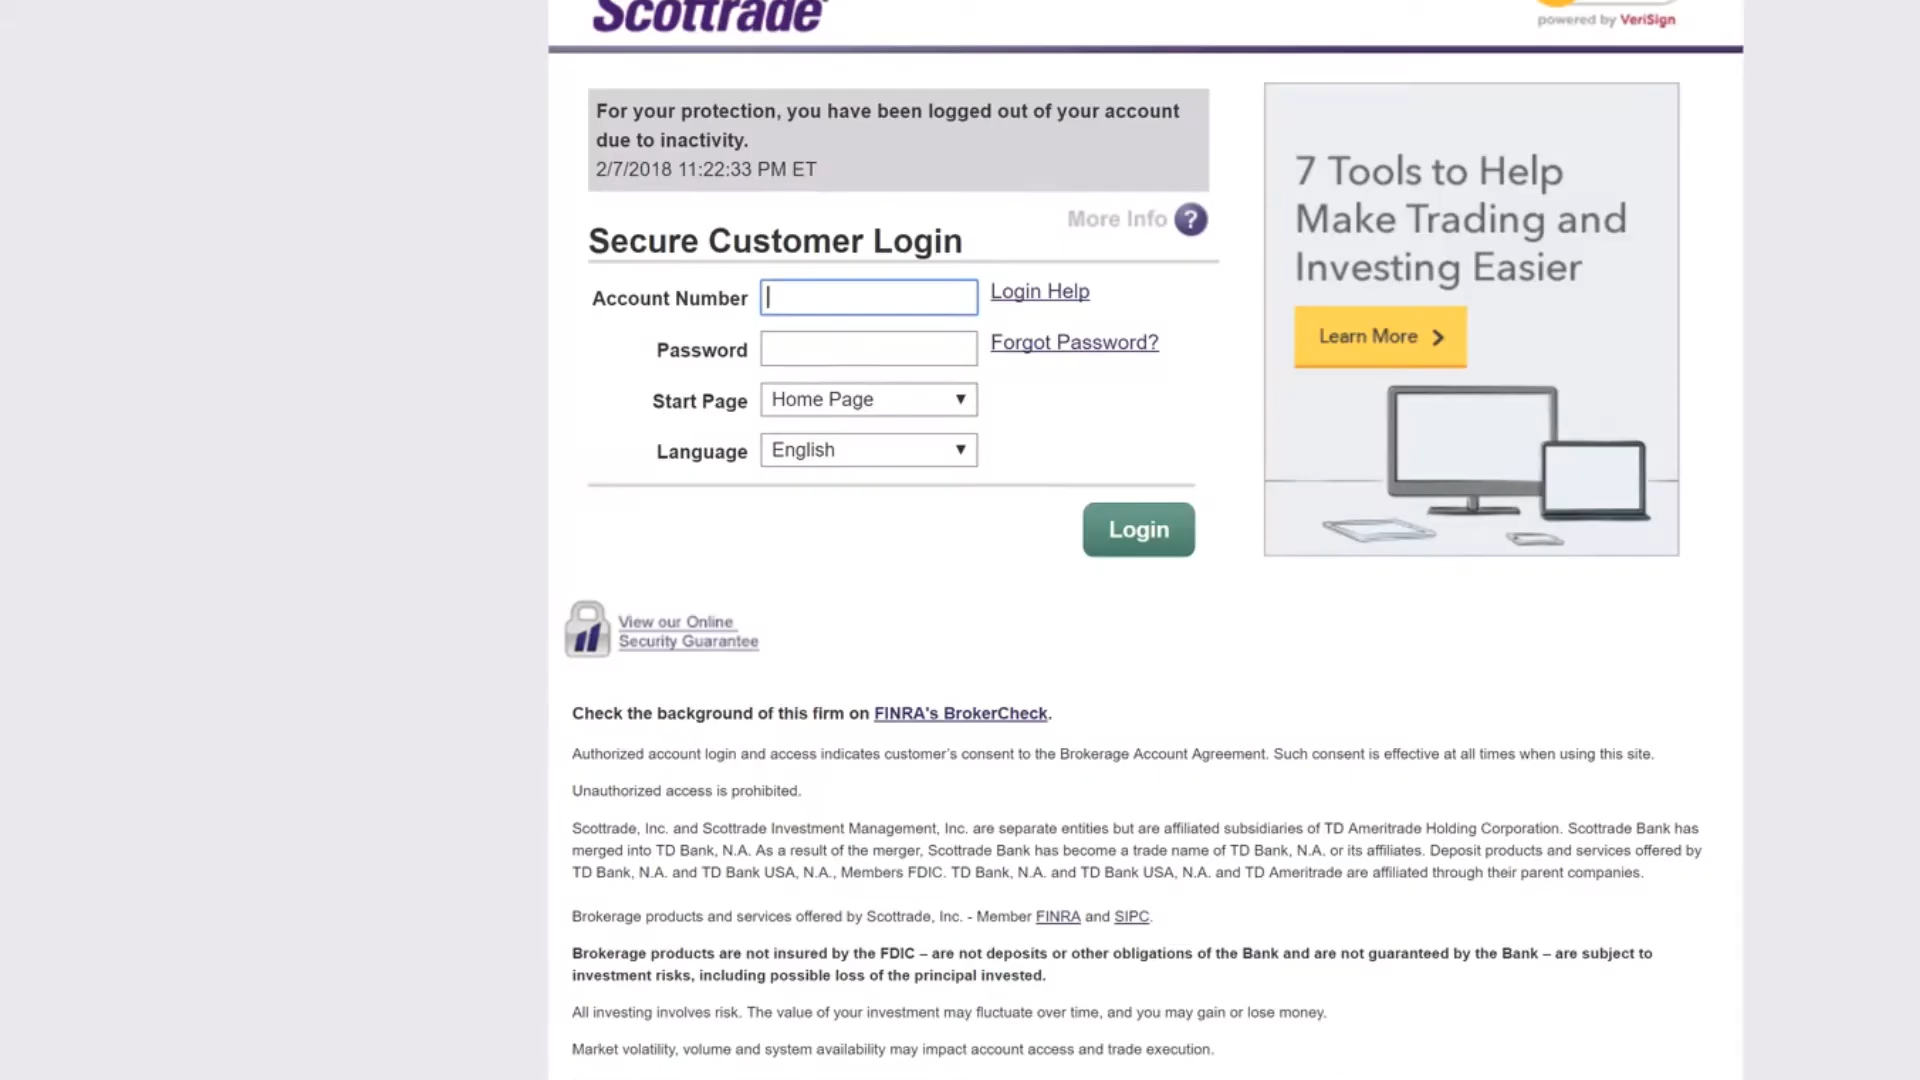 Scottrade
powered by VeriSign
For your protection, you have been logged out of your account
due to inactivity.
2/7/2018 11:22:33 PM ET
More Info ?
Secure Customer Login
Account Number
Login Help
Password
Forgot Password?
Start Page
Home Page
Language
English
Login
7 Tools to Help
Make Trading and
Investing Easier
Learn More
View our Online
Security Guarantee
Check the background of this firm on FINRA's BrokerCheck.
Authorized account login and access indicates customer's consent to the Brokerage Account Agreement. Such consent is effective at all times when using this site.
Unauthorized access is prohibited.
Scottrade, Inc. and Scottrade Investment Management, Inc. are separate entities but are affiliated subsidiaries of TD Ameritrade Holding Corporation. Scottrade Bank has
merged into TD Bank, N.A. As a result of the merger, Scottrade Bank has become a trade name of TD Bank, N.A. or its affiliates. Deposit products and services offered by
TD Bank, N.A. and TD Bank USA, N.A., Members FDIC. TD Bank, N.A. and TD Bank USA, N.A. and TD Ameritrade are affiliated through their parent companies.
Brokerage products and services offered by Scottrade, Inc. - Member FINRA and SIPC.
Brokerage products are not insured by the FDIC – are not deposits or other obligations of the Bank and are not guaranteed by the Bank – are subject to
investment risks, including possible loss of the principal invested.
All investing involves risk. The value of your investment may fluctuate over time, and you may gain or lose money.
Market volatility, volume and system availability may impact account access and trade execution.